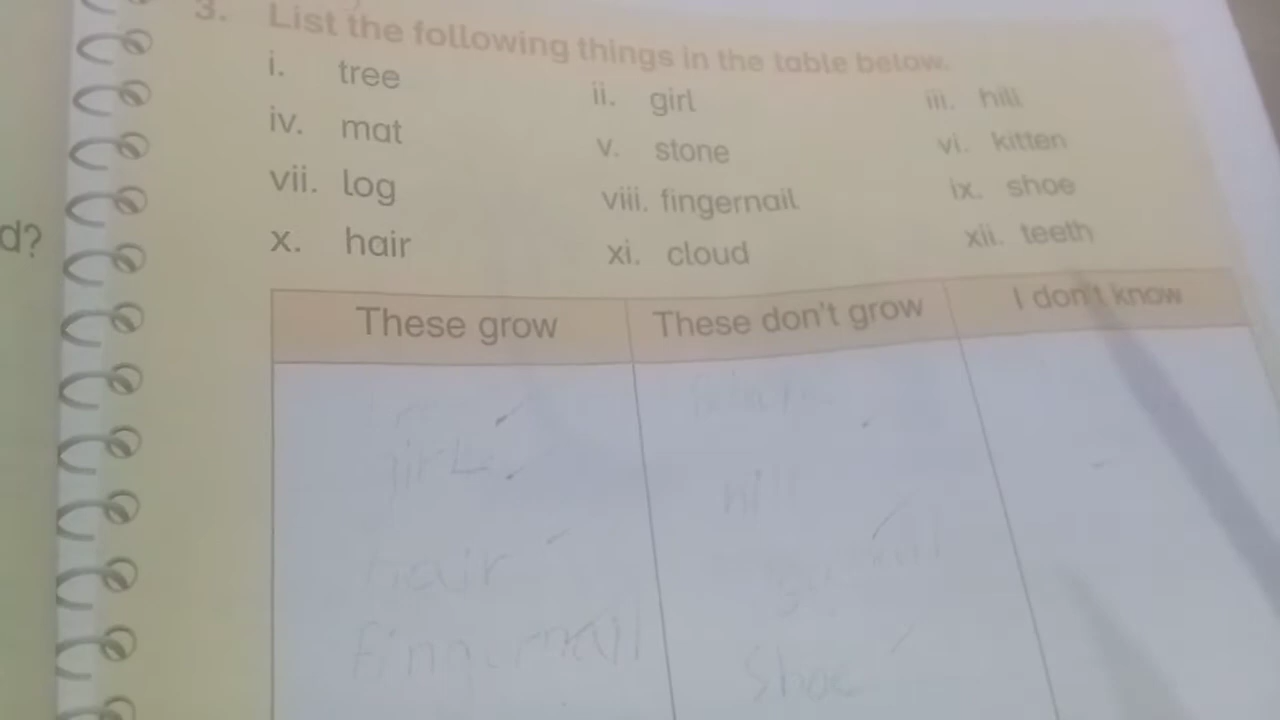 d?
3. List the following things in the table below.
i. tree ii. girl iii. hill
iv. mat v. stone vi. kitten
vii. log viii. fingernail ix. shoe
x. hair xi. cloud xii. teeth
These grow These don't grow I don't know
girl hill
hair
shoe